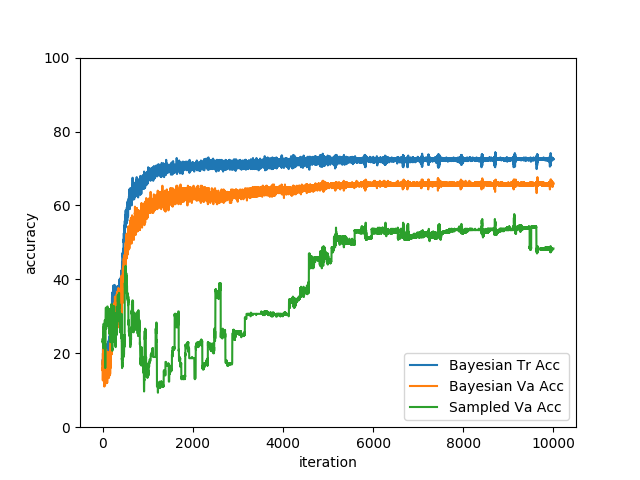 100
80
60
40
20
0
accuracy
0 2000 4000 6000 8000 10000
iteration
Bayesian Tr Acc
Bayesian Va Acc
Sampled Va Acc